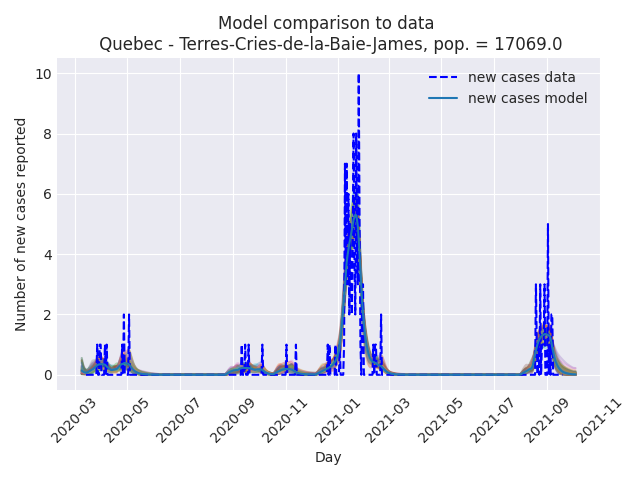 Model comparison to data
Quebec - Terres-Cries-de-la-Baie-James, pop. = 17069.0
new cases data
new cases model
Number of new cases reported
10
8
6
4
2
0
2020-03
2020-05
2020-07
2020-09
2020-11
2021-01
2021-03
2021-05
2021-07
2021-09
2021-11
Day